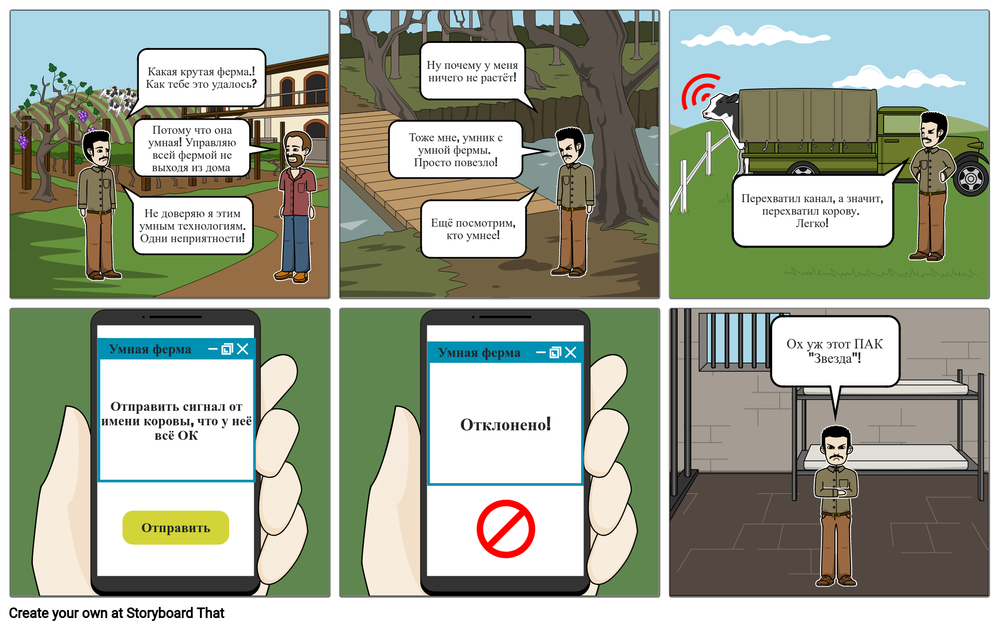 Какая крутая ферма.!
Как тебе это удалось?
Потому что она
умная! Управляю
всей фермой не
выходя из дома
Не доверяю я этим
умным технологиям.
Одни неприятности!
Ну почему у меня
ничего не растёт!
Тоже мне, умник с
умной фермы.
Просто повезло!
Ещё посмотрим,
кто умнее!
Перехватил канал, а значит,
перехватил корову.
Легко!
Умная ферма
Отправить сигнал от
имени коровы, что у неё
всё ОК
Отправить
Умная ферма
Отклонено!
Ох уж этот ПАК
"Звезда"!
Create your own at Storyboard That